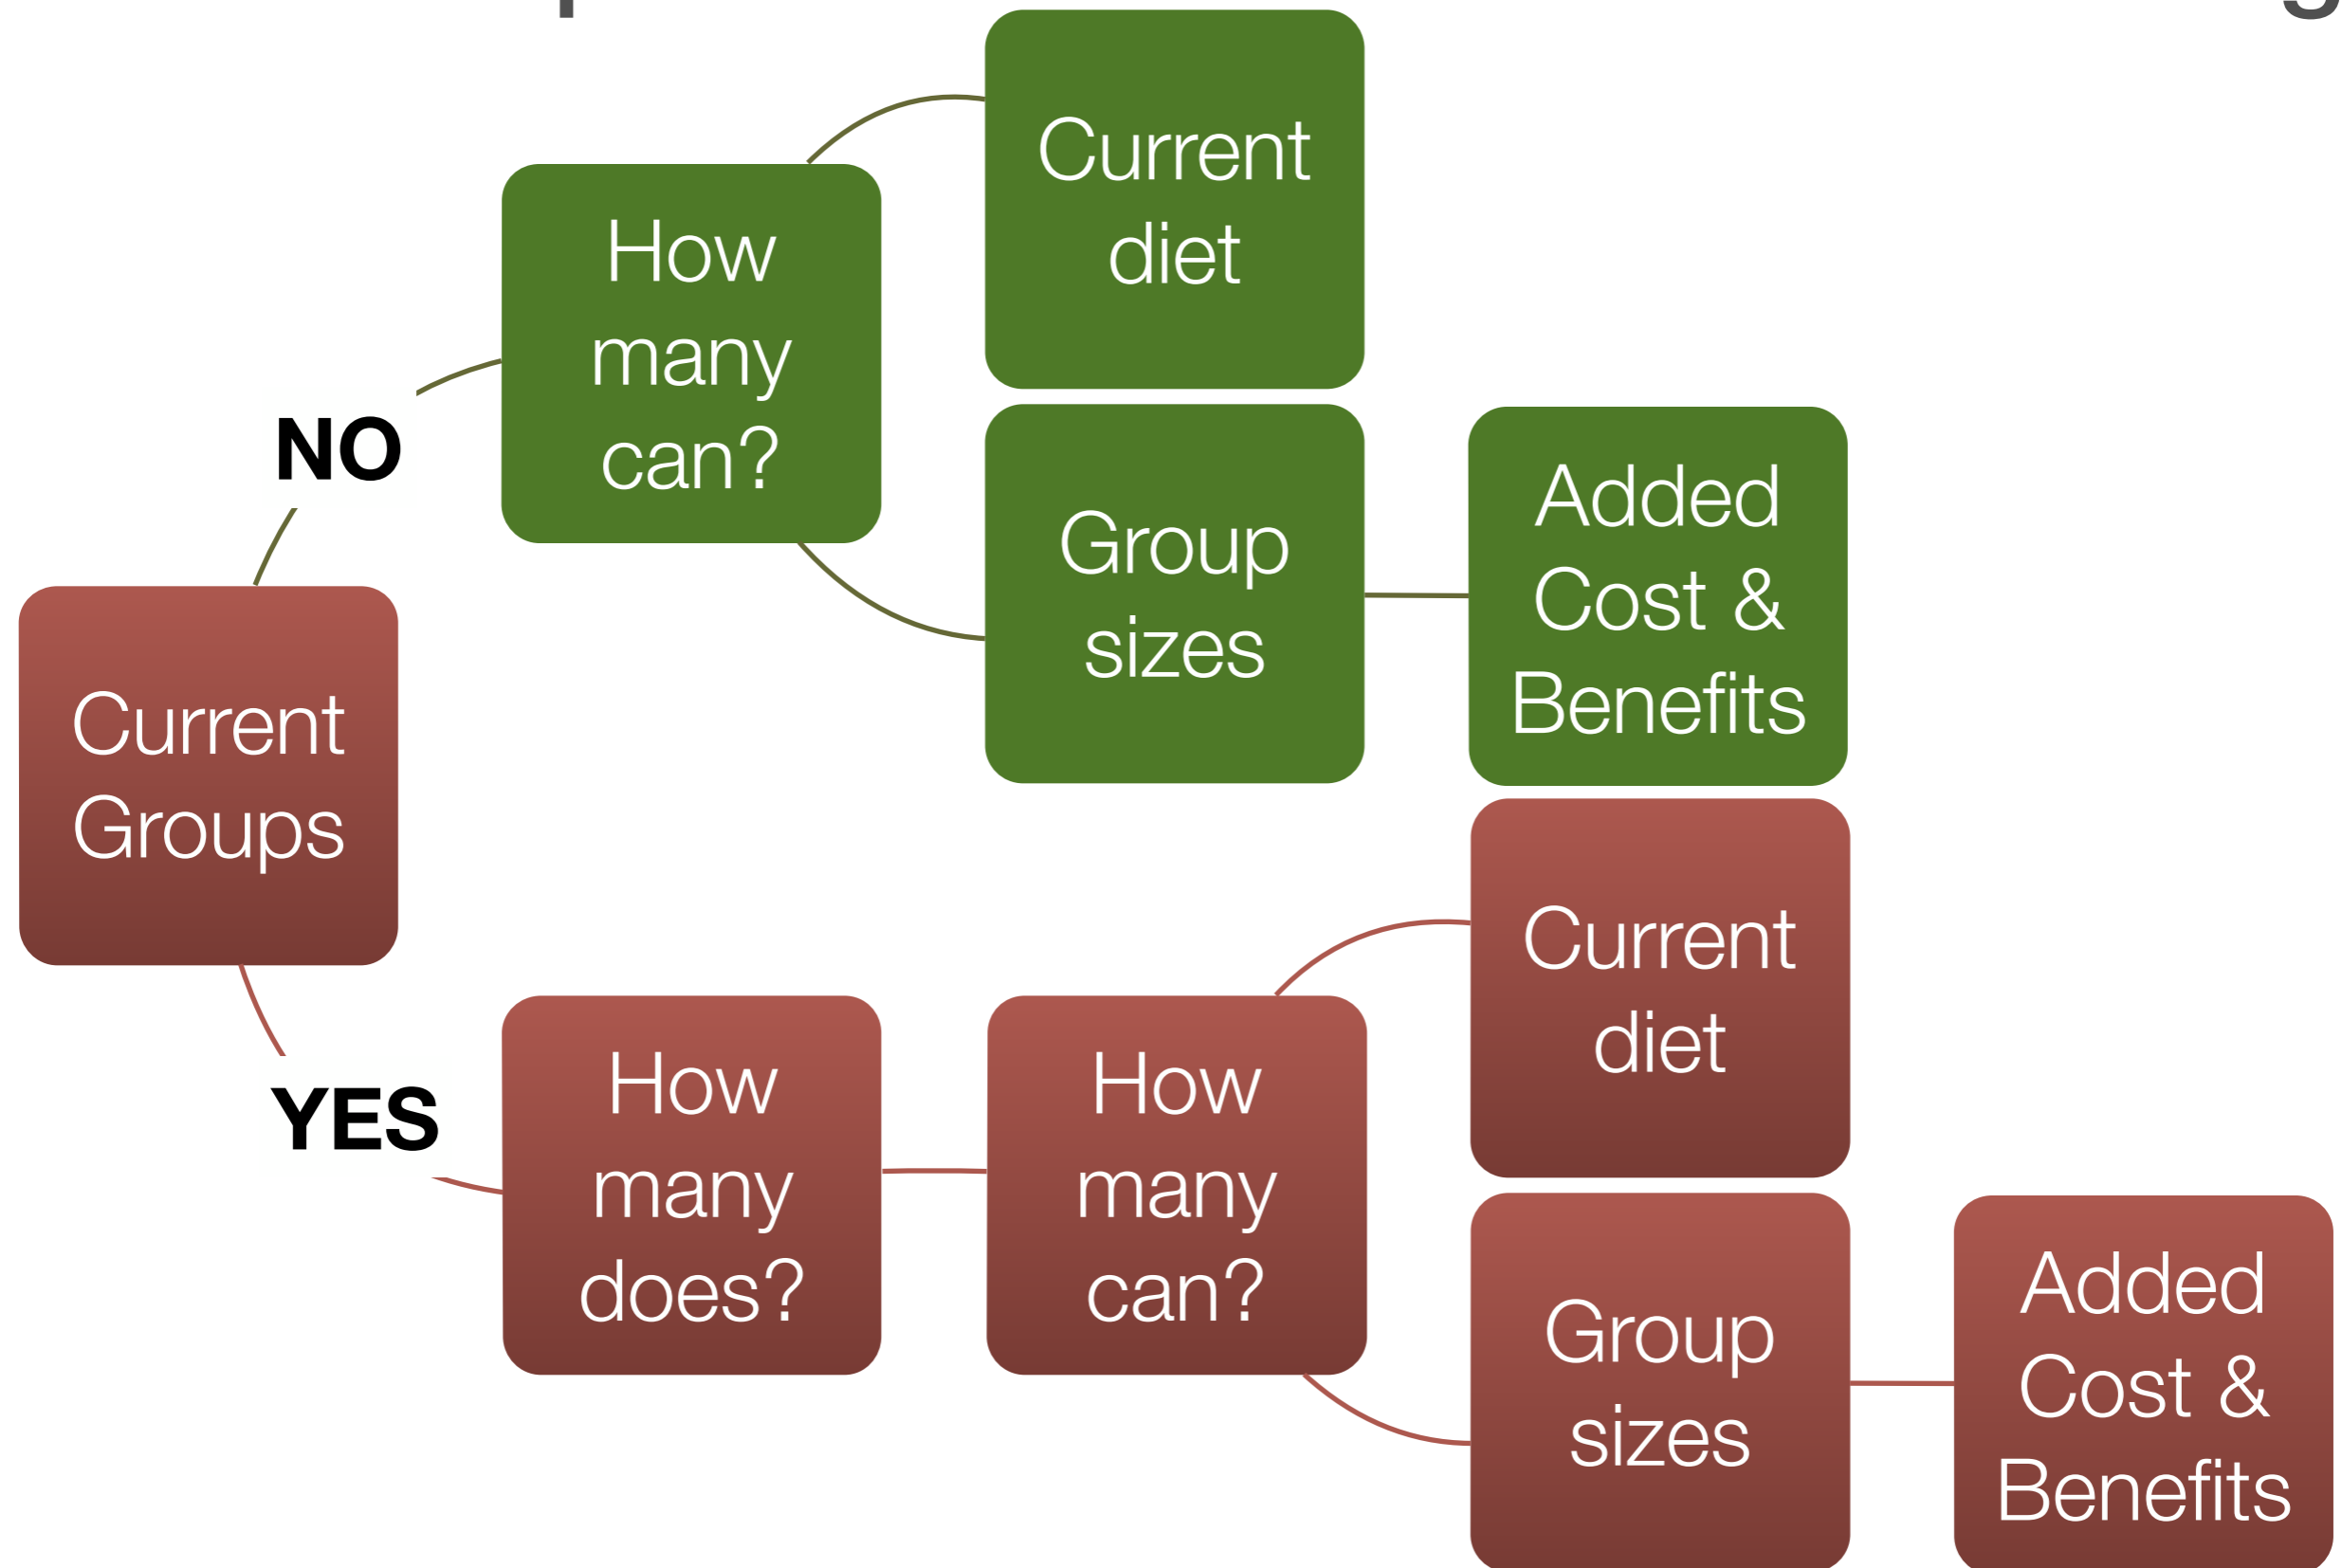 Current
diet
How
many
can?
NO
Group
sizes
Added
Cost &
Benefits
Current
Groups
Current
diet
YES
How
many
does?
How
many
can?
Group
sizes
Added
Cost &
Benefits